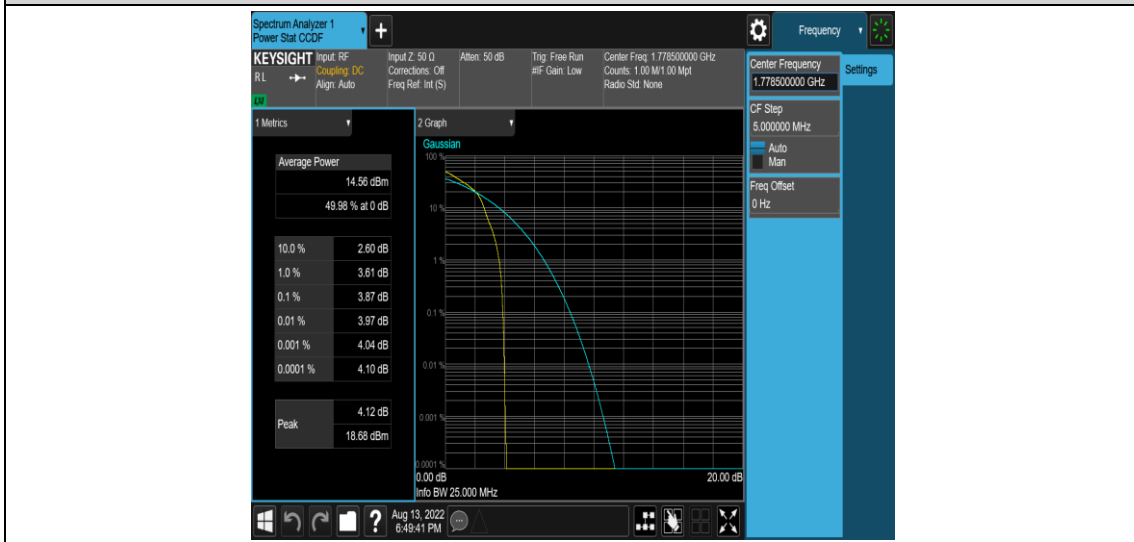 Spectrum Analyzer 1
Power Stat CCDF
+
Frequency
KEYSIGHT
RL
LXI
Input: RF
Coupling: DC
Align: Auto
Input Z: 50 Ω
Corrections: Off
Freq Ref: Int (S)
Atten: 50 dB
Trig: Free Run
#IF Gain: Low
Center Freq: 1.778500000 GHz
Counts: 1.00 M/1.00 Mpt
Radio Std: None
Center Frequency
1.778500000 GHz
Settings
CF Step
5.000000 MHz
Auto
Man
Freq Offset
0 Hz
1 Metrics
Average Power
14.56 dBm
49.98 % at 0 dB
10.0 % 2.60 dB
1.0 % 3.61 dB
0.1 % 3.87 dB
0.01 % 3.97 dB
0.001 % 4.04 dB
0.0001 % 4.10 dB
Peak
4.12 dB
18.68 dBm
2 Graph
Gaussian
100 %
10 %
1 %
0.1 %
0.01 %
0.001 %
0.0001 %
0.00 dB 20.00 dB
Info BW 25.000 MHz
?
Aug 13, 2022
6:49:41 PM